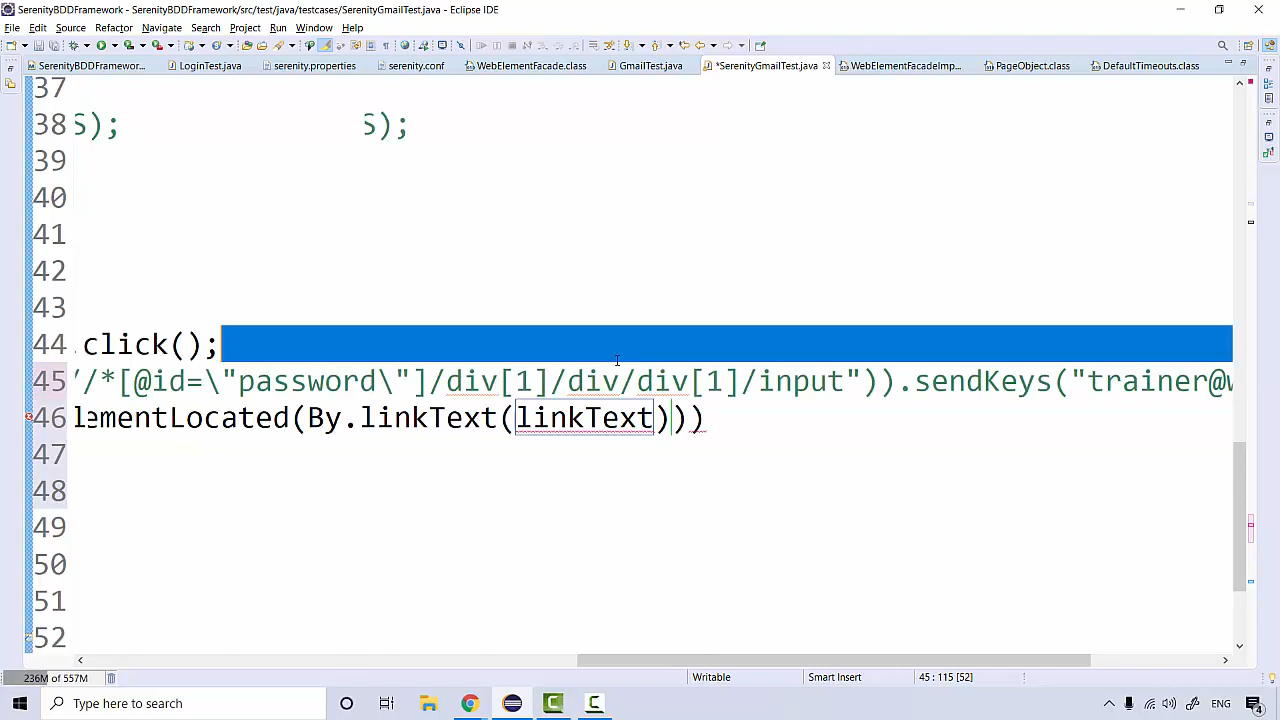 SerenityBDDFramework - SerenityBDDFramework/src/test/java/testcases/SerenityGmailTest.java - Eclipse IDE
File Edit Source Refactor Navigate Search Project Run Window Help
SerenityBDDFramewor... LoginTest.java serenity.properties serenity.conf WebElementFacade.class GmailTest.java *SerenityGmailTest.java WebElementFacadeImp... PageObject.class DefaultTimeouts.class
37
38 S); S);
39
40
41
42
43
44 .click();
45 //*[@id=\"password\"]/div[1]/div/div[1]/input")).sendKeys("trainer@w
46 lementLocated(By.linkText(linkText)))
47
48
49
50
51
52
236M of 557M Writable Smart Insert 45 : 115 [52]
Type here to search ENG 4